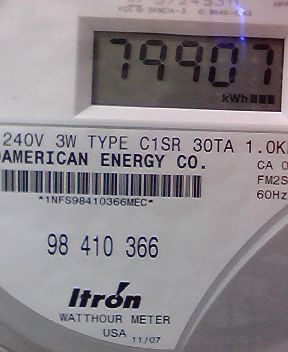 79907
kWh
240V 3W TYPE C1SR 30TA 1.0K
AMERICAN ENERGY CO.
CA 0
FM2S
60Hz
*1NFS98410366MEC*
98 410 366
Itron
WATTHOUR METER
USA 11/07